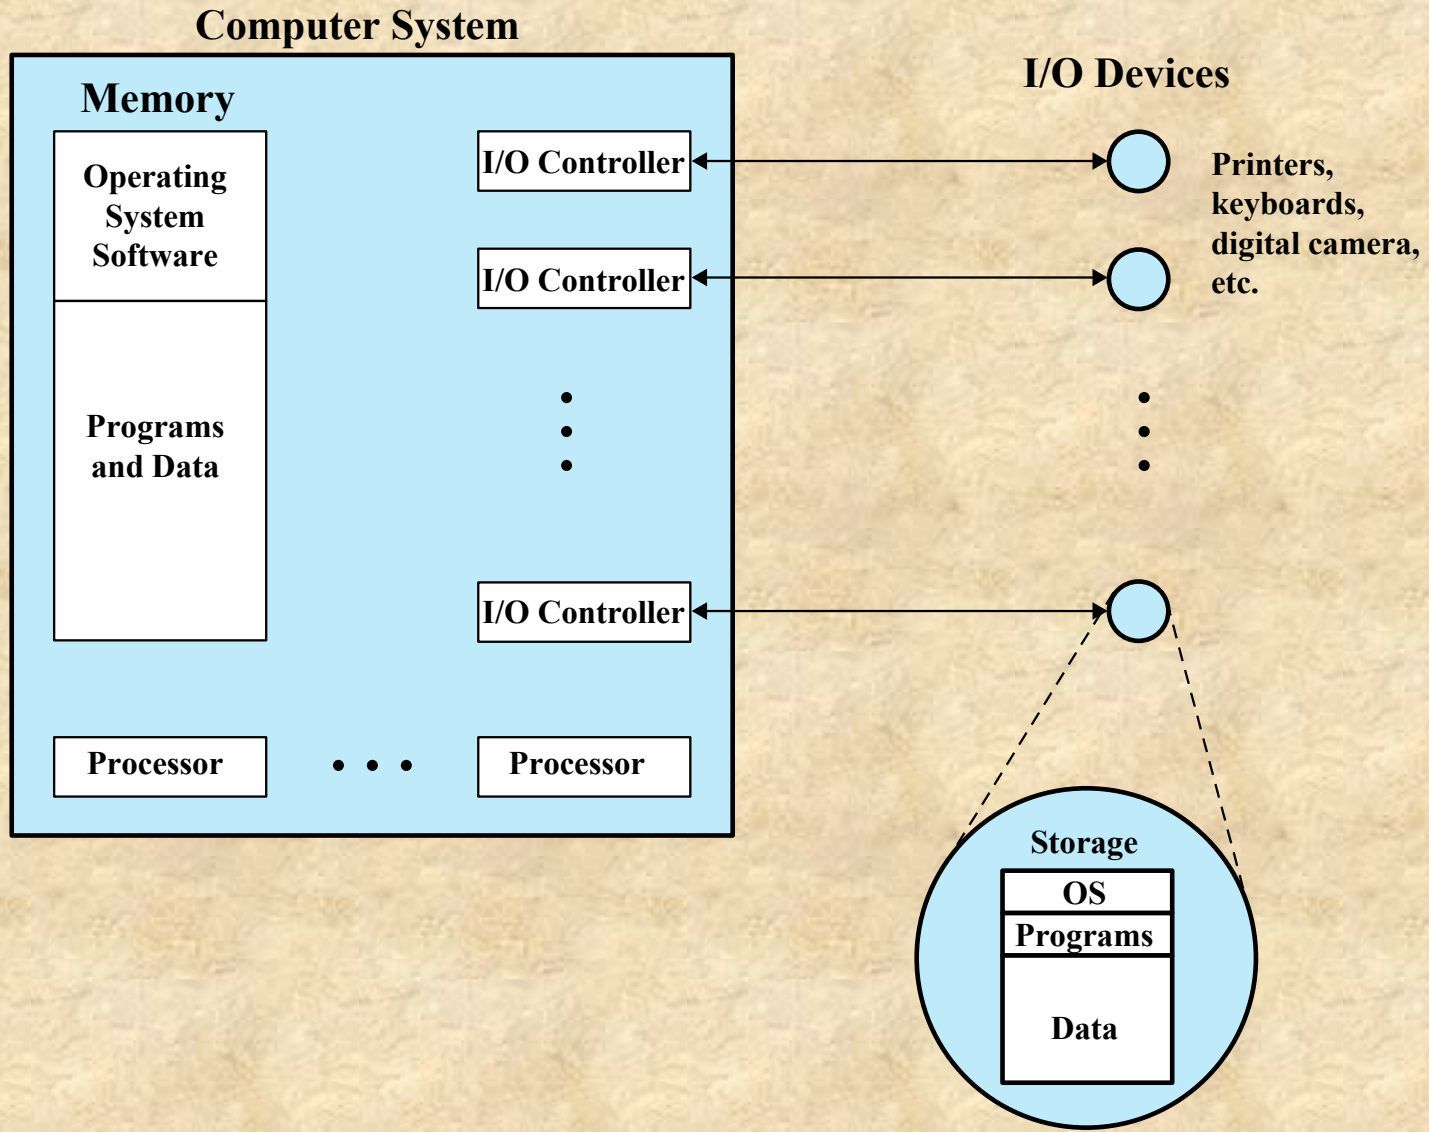 Computer System
I/O Devices
Memory
Operating
System
Software
Programs
and Data
I/O Controller
I/O Controller
I/O Controller
Processor
Processor
Printers,
keyboards,
digital camera,
etc.
Storage
OS
Programs
Data